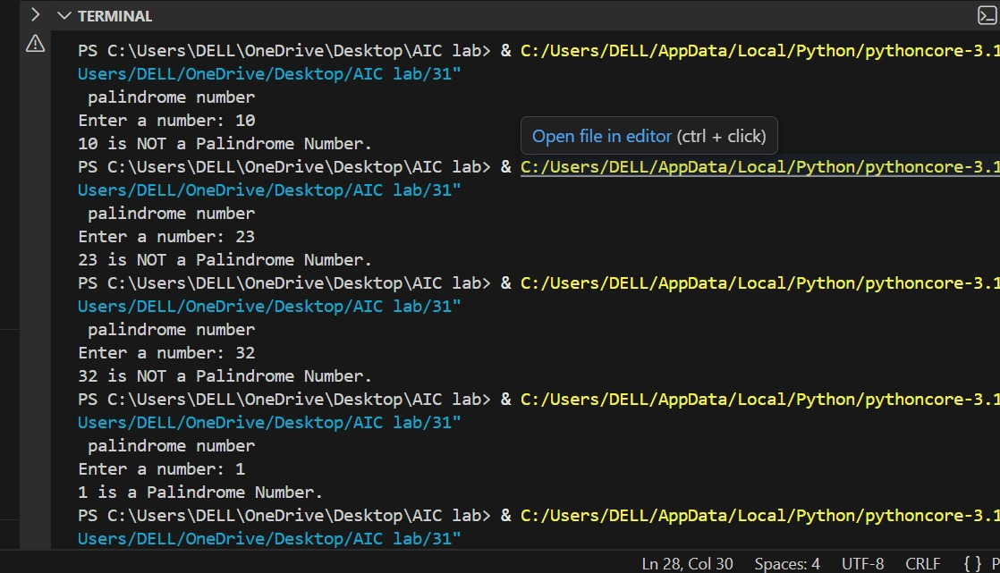 TERMINAL
PS C:\Users\DELL\OneDrive\Desktop\AIC lab> & C:/Users/DELL/AppData/Local/Python/pythoncore-3.1
Users/DELL/OneDrive/Desktop/AIC lab/31"
palindrome number
Enter a number: 10
10 is NOT a Palindrome Number.
Open file in editor (ctrl + click)
PS C:\Users\DELL\OneDrive\Desktop\AIC lab> & C:/Users/DELL/AppData/Local/Python/pythoncore-3.1
Users/DELL/OneDrive/Desktop/AIC lab/31"
palindrome number
Enter a number: 23
23 is NOT a Palindrome Number.
PS C:\Users\DELL\OneDrive\Desktop\AIC lab> & C:/Users/DELL/AppData/Local/Python/pythoncore-3.1
Users/DELL/OneDrive/Desktop/AIC lab/31"
palindrome number
Enter a number: 32
32 is NOT a Palindrome Number.
PS C:\Users\DELL\OneDrive\Desktop\AIC lab> & C:/Users/DELL/AppData/Local/Python/pythoncore-3.1
Users/DELL/OneDrive/Desktop/AIC lab/31"
palindrome number
Enter a number: 1
1 is a Palindrome Number.
PS C:\Users\DELL\OneDrive\Desktop\AIC lab> & C:/Users/DELL/AppData/Local/Python/pythoncore-3.1
Users/DELL/OneDrive/Desktop/AIC lab/31"
Ln 28, Col 30 Spaces: 4 UTF-8 CRLF { } P